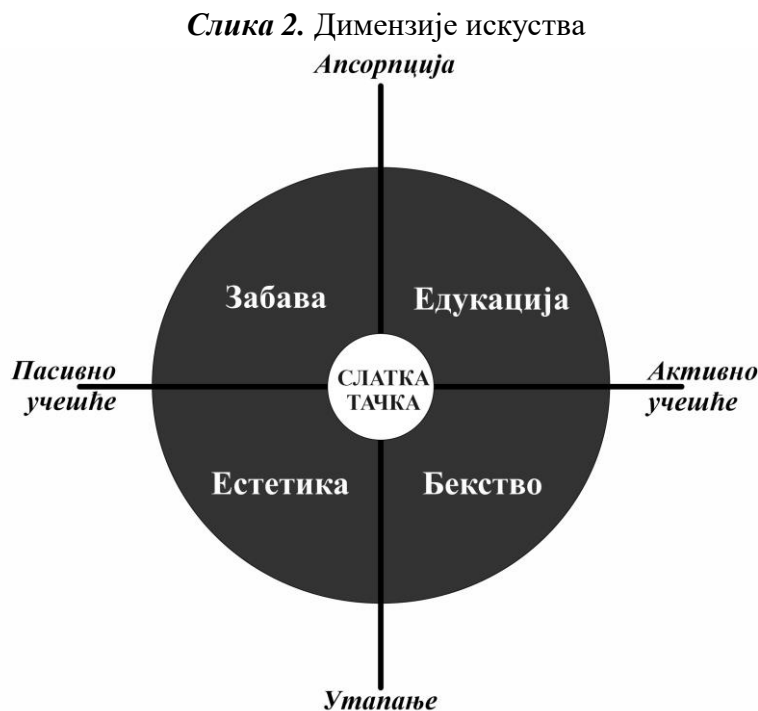 Слика 2. Димензије искуства
Апсорпција
Забава
Едукација
Пасивно
учешће
СЛАТКА
ТАЧКА
Активно
учешће
Естетика
Бекство
Утапање